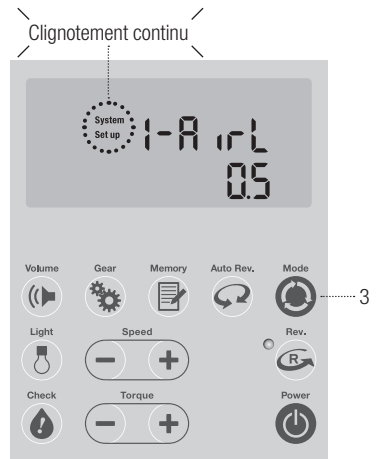 Clignotement continu
System
Set up
1-A irL
0.5
Volume
Gear
Memory
Auto Rev.
Mode
3
Light
Speed
Rev.
R
Check
Torque
Power